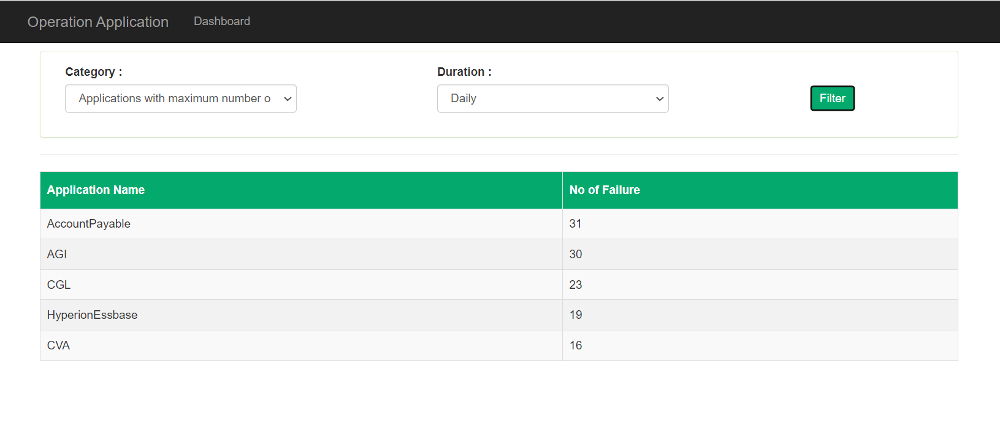 Operation Application Dashboard
Category : Duration :
Applications with maximum number o Daily Filter
Application Name No of Failure
AccountPayable 31
AGI 30
CGL 23
HyperionEssbase 19
CVA 16